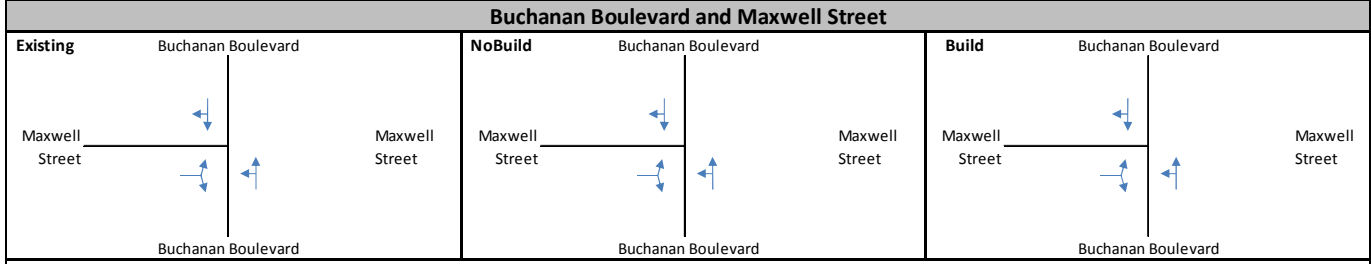 Buchanan Boulevard and Maxwell Street
Existing
Buchanan Boulevard
Maxwell
Street
Maxwell
Street
Buchanan Boulevard
NoBuild
Buchanan Boulevard
Maxwell
Street
Maxwell
Street
Buchanan Boulevard
Build
Buchanan Boulevard
Maxwell
Street
Maxwell
Street
Buchanan Boulevard